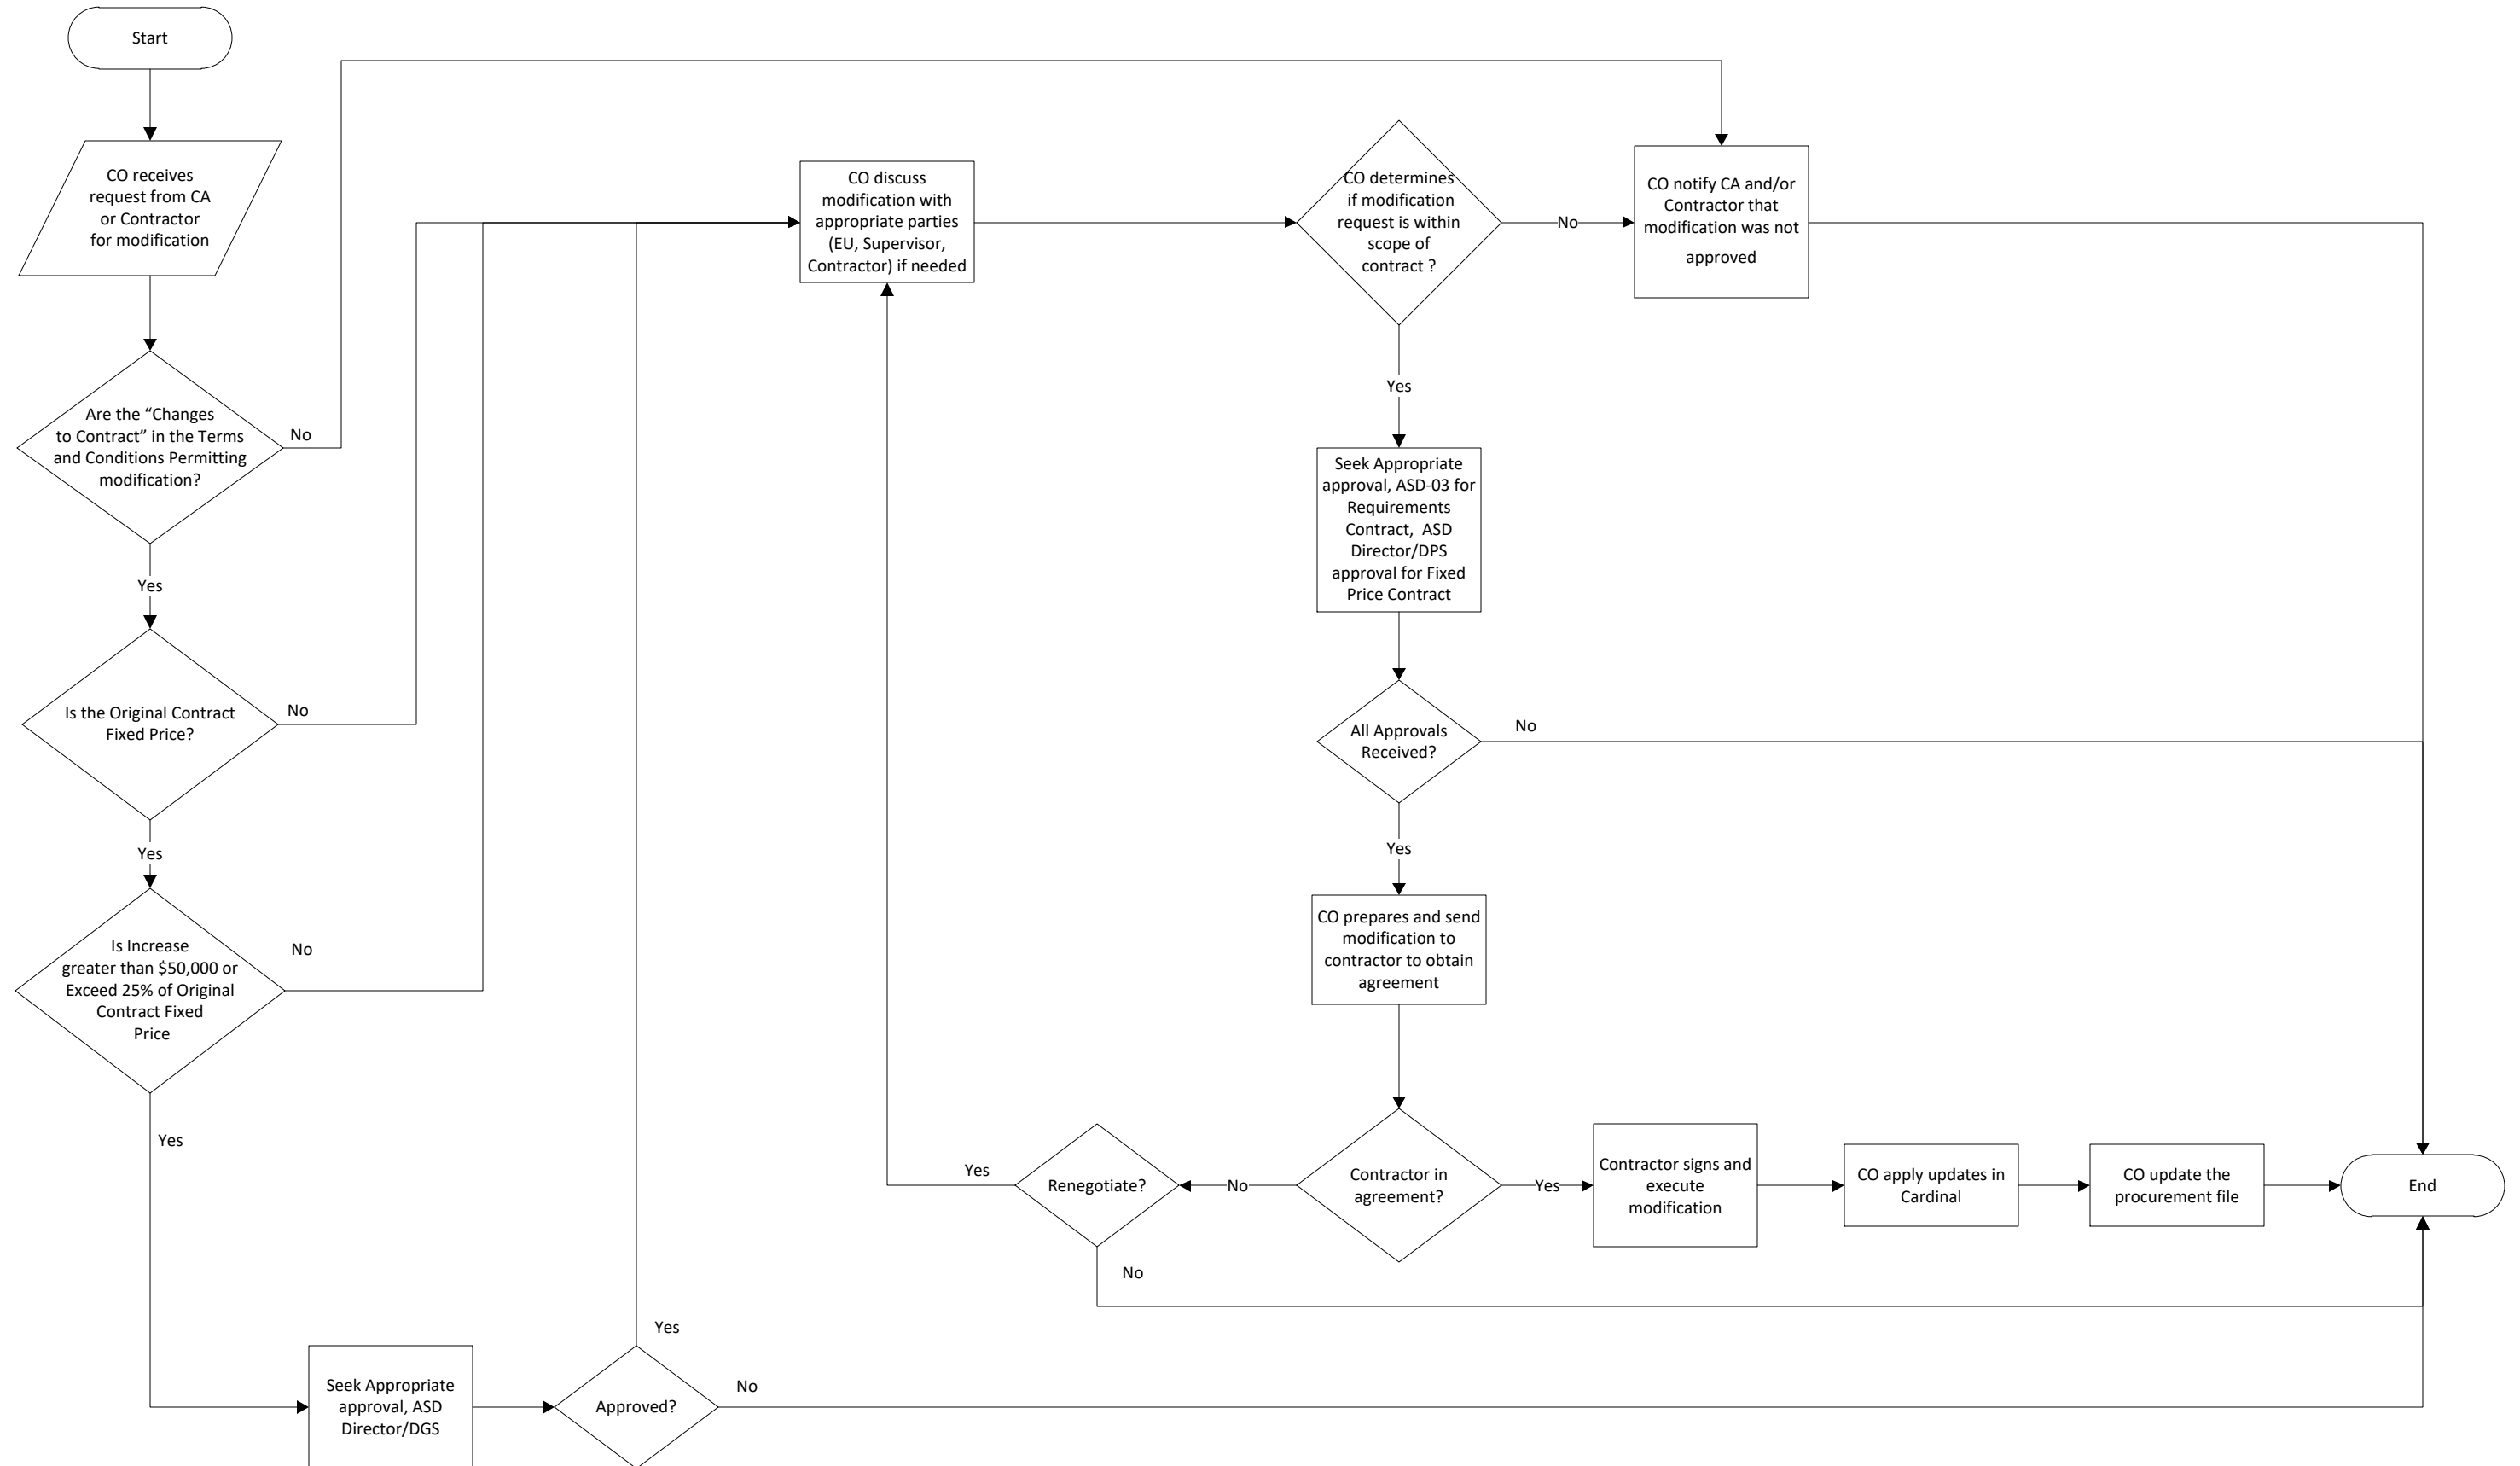 Start
CO receives
request from CA
or Contractor
for modification
Are the “Changes
to Contract” in the Terms
and Conditions Permitting
modification?
No
Yes
Is the Original Contract
Fixed Price?
No
Yes
Is Increase
greater than $50,000 or
Exceed 25% of Original
Contract Fixed
Price
No
Yes
Seek Appropriate
approval, ASD
Director/DGS
Approved?
Yes
No
CO discuss
modification with
appropriate parties
(EU, Supervisor,
Contractor) if needed
CO determines
if modification
request is within
scope of
contract ?
No
CO notify CA and/or
Contractor that
modification was not
approved
Yes
Seek Appropriate
approval, ASD-03 for
Requirements
Contract, ASD
Director/DPS
approval for Fixed
Price Contract
All Approvals
Received?
No
Yes
CO prepares and send
modification to
contractor to obtain
agreement
Contractor in
agreement?
No
Renegotiate?
Yes
No
Yes
Contractor signs and
execute
modification
CO apply updates in
Cardinal
CO update the
procurement file
End